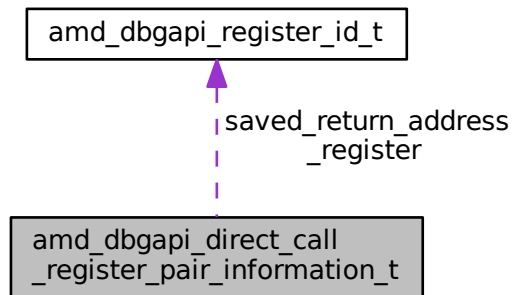 amd_dbgapi_register_id_t
saved_return_address
_register
amd_dbgapi_direct_call
_register_pair_information_t